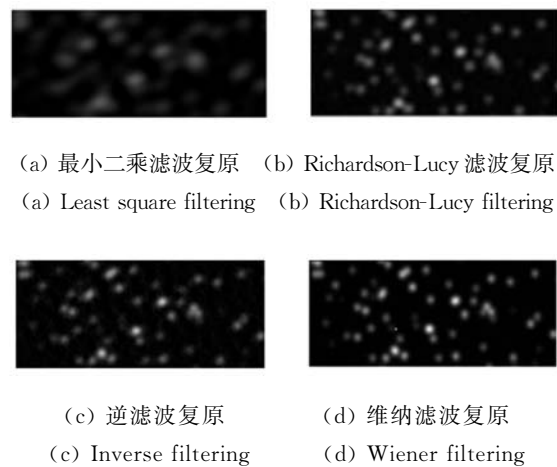 (a) 最小二乘滤波复原 (b) Richardson-Lucy 滤波复原
(a) Least square filtering (b) Richardson-Lucy filtering
(c) 逆滤波复原 (d) 维纳滤波复原
(c) Inverse filtering (d) Wiener filtering